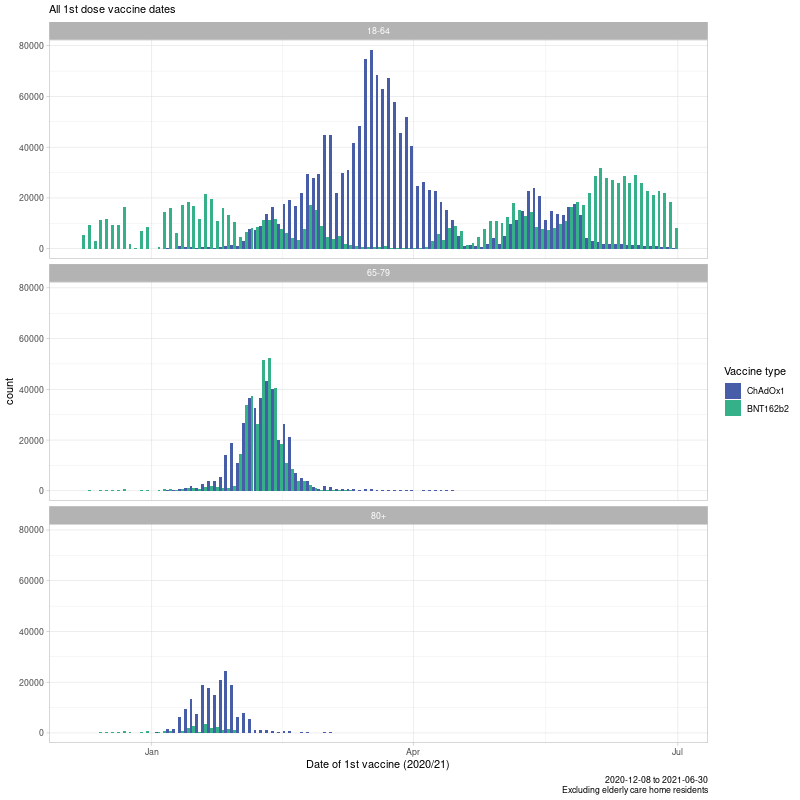 All 1st dose vaccine dates
18-64
80000
60000
40000
20000
0
65-79
80000
60000
40000
20000
0
80+
80000
60000
40000
20000
0
count
Jan
Apr
Jul
Date of 1st vaccine (2020/21)
Vaccine type
ChAdOx1
BNT162b2
2020-12-08 to 2021-06-30
Excluding elderly care home residents